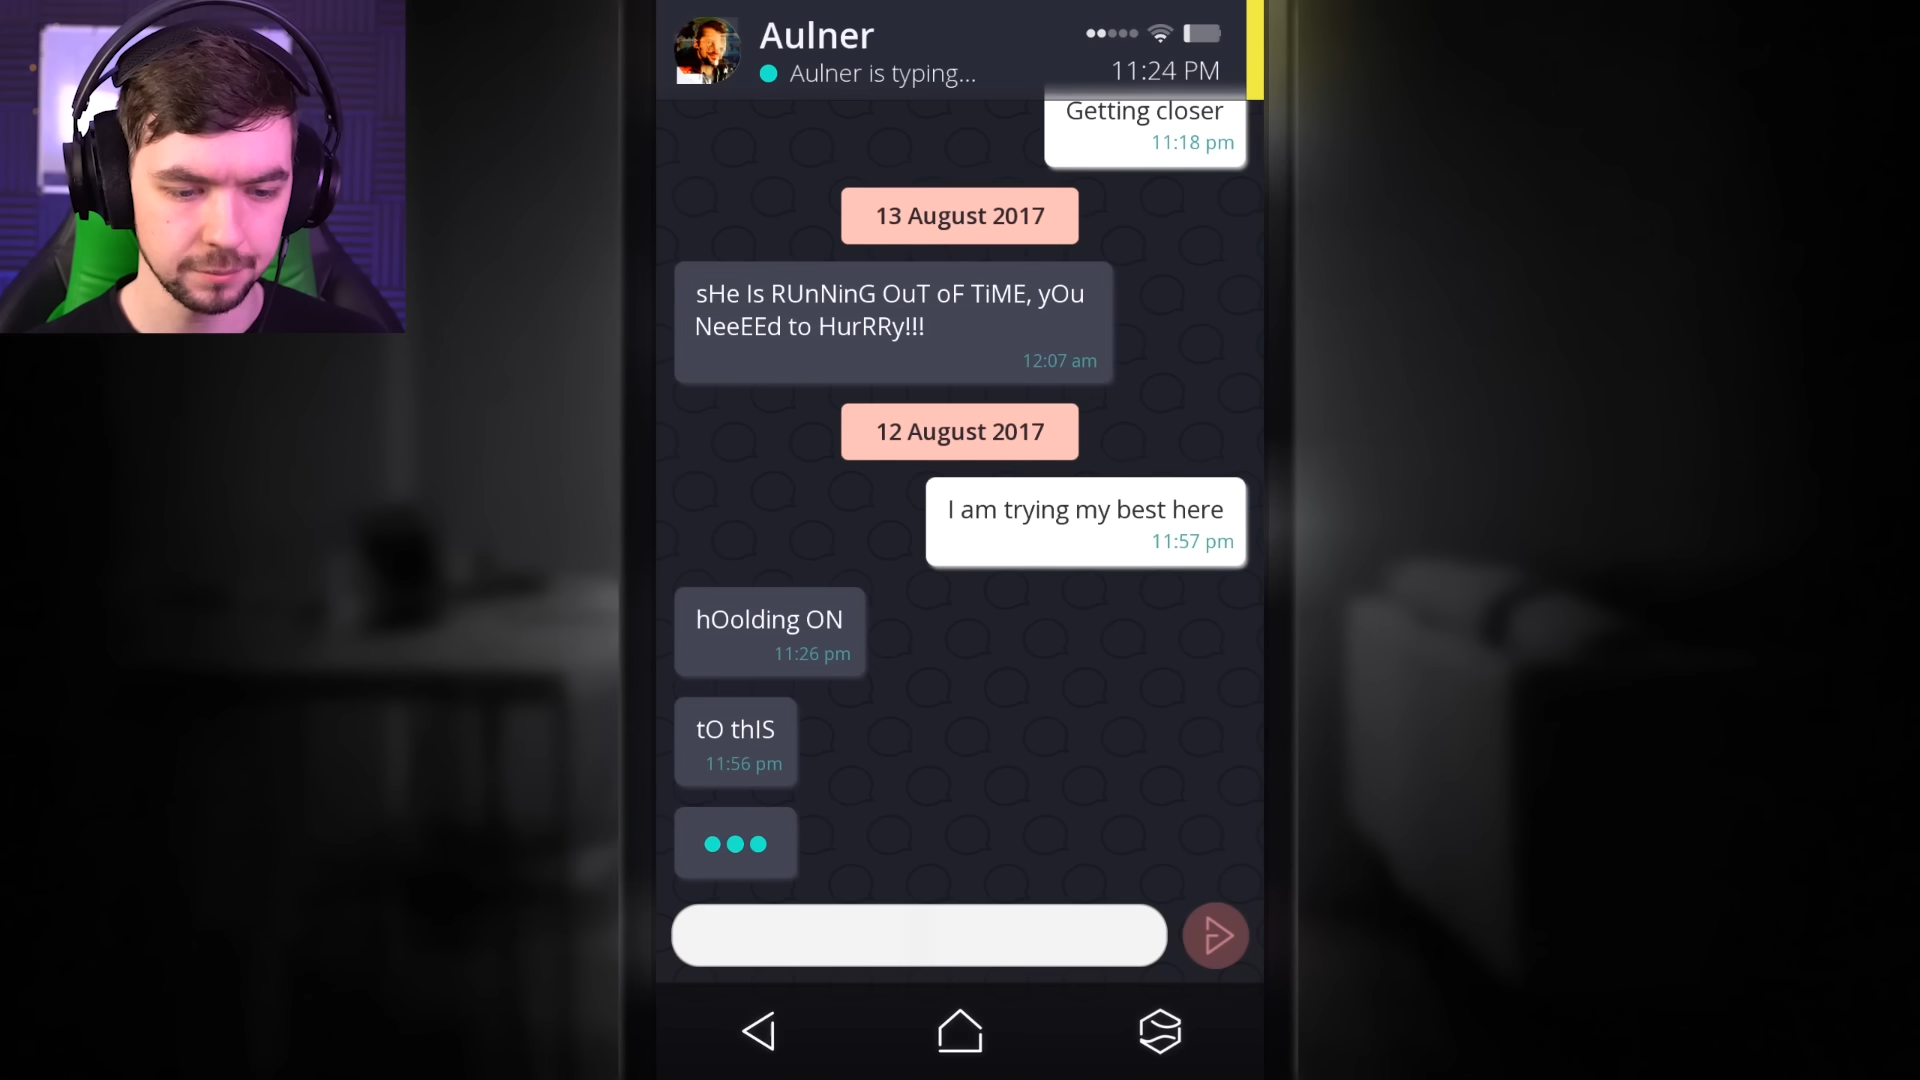 Aulner
Aulner is typing...
11:24 PM
Getting closer
11:18 pm
13 August 2017
sHe Is RUnNinG OuT oF TiME, yOu
NeeEEd to HurRRy!!!
12:07 am
12 August 2017
I am trying my best here
11:57 pm
hOolding ON
11:26 pm
tO thIS
11:56 pm